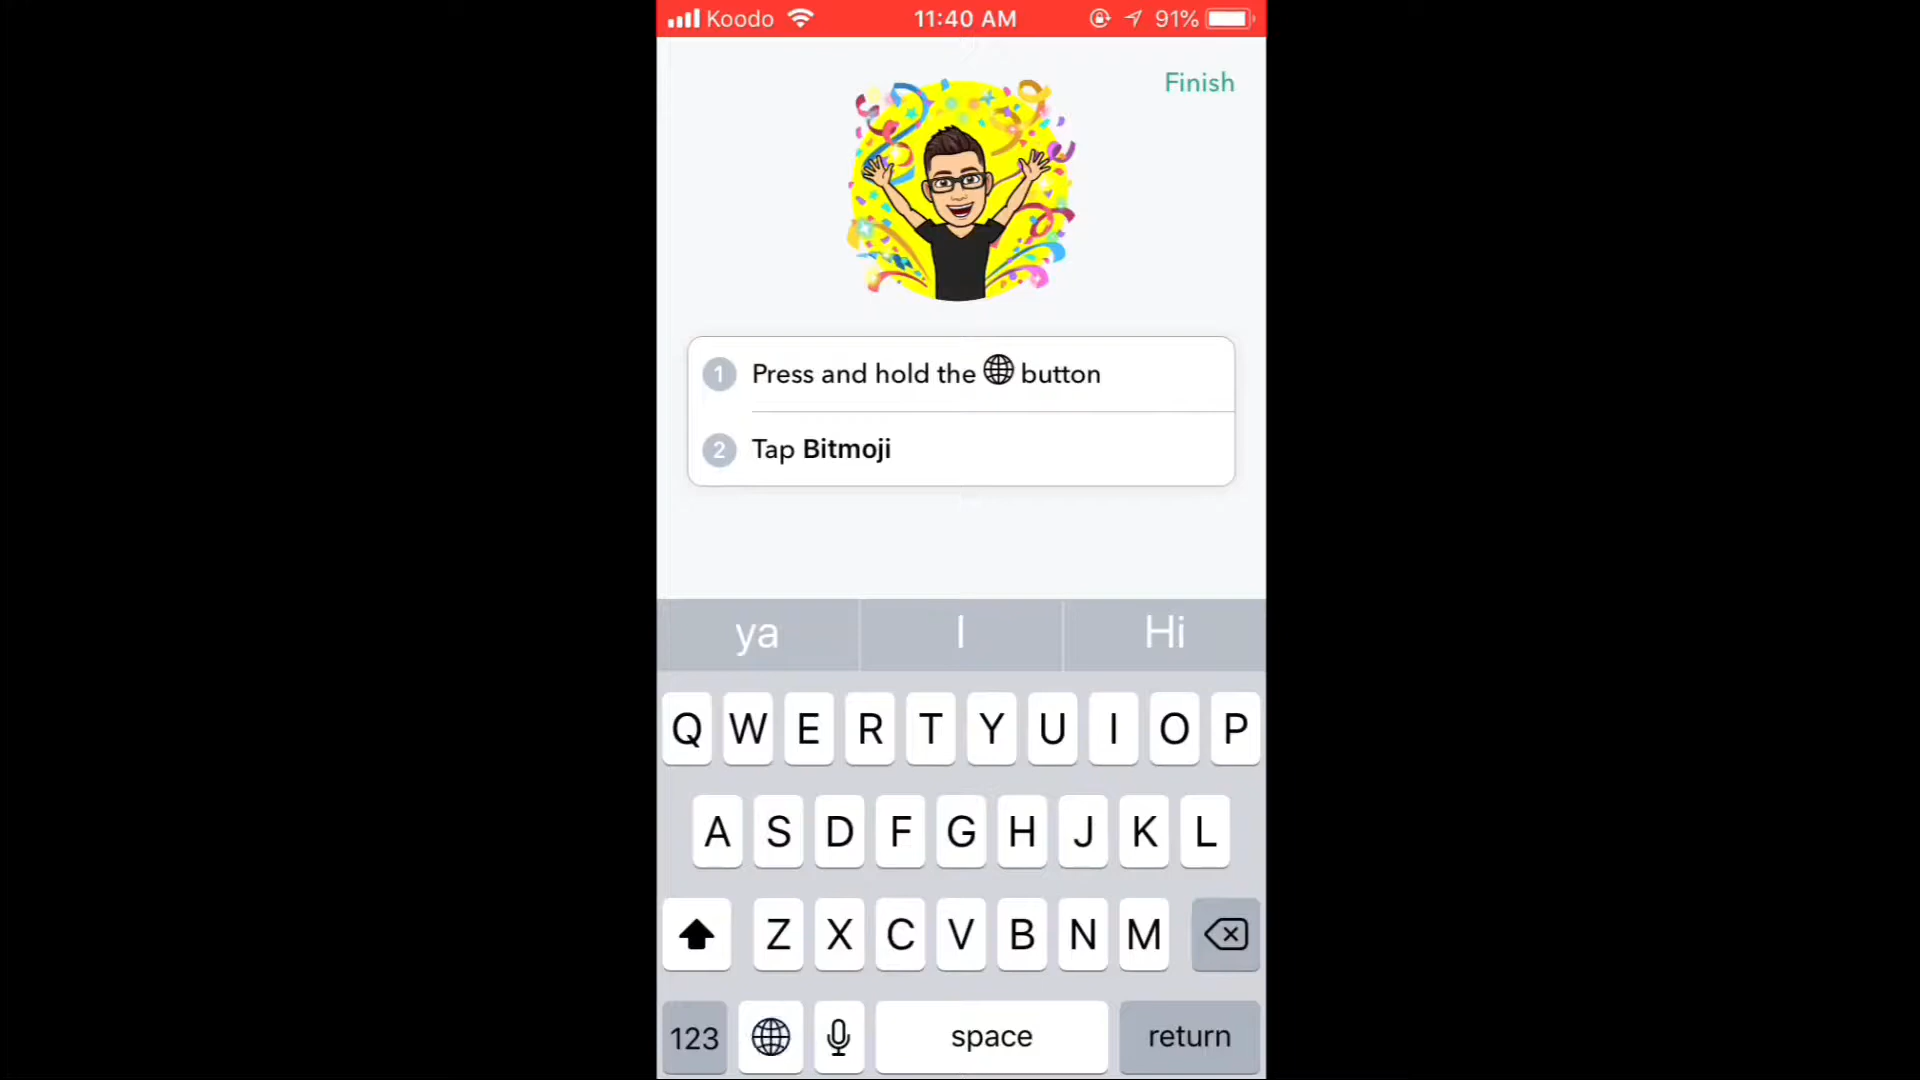 Koodo 11:40 AM 91%
Finish
1 Press and hold the button
2 Tap Bitmoji
ya I Hi
Q W E R T Y U I O P
A S D F G H J K L
Z X C V B N M
123 space return